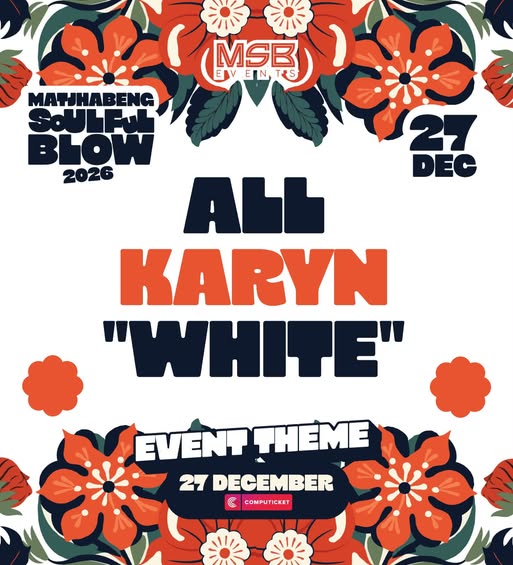 MSB
EVENTS
MATJHABENG
SOULFUL
BLOW
2026
27
DEC
ALL
KARYN
"WHITE"
EVENT THEME
27 DECEMBER
COMPUTICKET